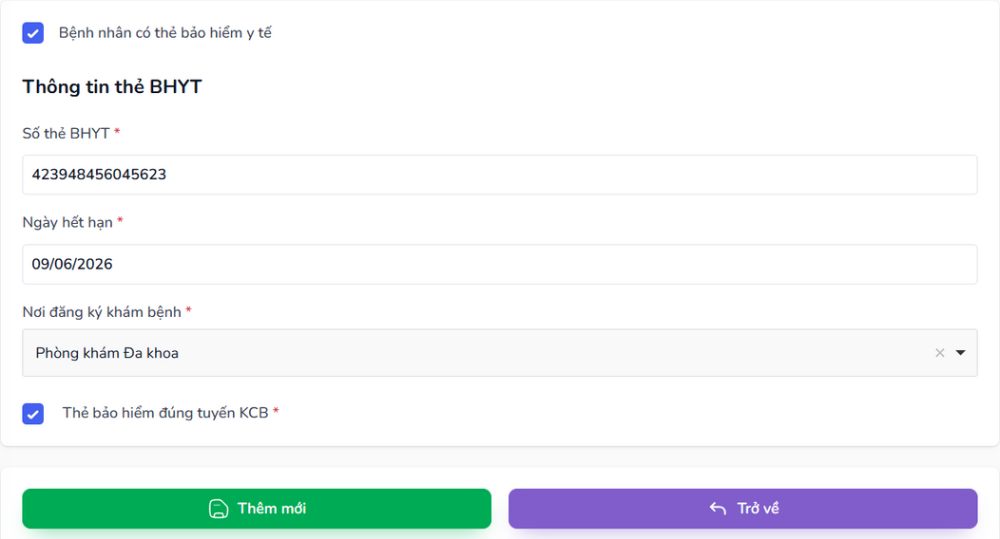 Bệnh nhân có thẻ bảo hiểm y tế
Thông tin thẻ BHYT
Số thẻ BHYT *
423948456045623
Ngày hết hạn *
09/06/2026
Nơi đăng ký khám bệnh *
Phòng khám Đa khoa
Thẻ bảo hiểm đúng tuyến KCB *
Thêm mới
Trở về